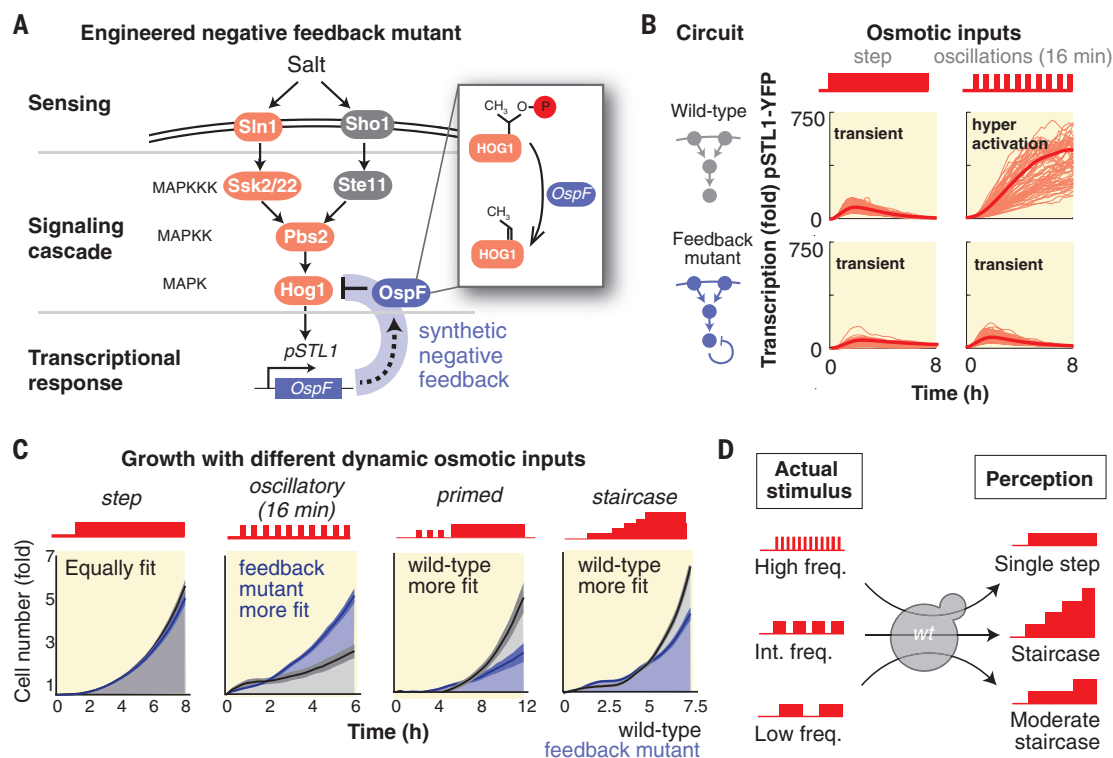 A
Engineered negative feedback mutant
Salt
Sensing
Sln1
Sho1
MAPKKK
Ssk2/22
Ste11
Signaling
cascade
MAPKK
Pbs2
MAPK
Hog1
OspF
Transcriptional
response
pSTL1
OspF
synthetic
negative
feedback
CH3
O
P
HOG1
OspF
CH3
HOG1
B
Circuit
Osmotic inputs
step
oscillations (16 min)
Wild-type
Feedback
mutant
Transcription (fold) pSTL1-YFP
750
transient
hyper
activation
0
750
transient
transient
0
0
8
0
8
Time (h)
C
Growth with different dynamic osmotic inputs
step
oscillatory
(16 min)
primed
staircase
Cell number (fold)
7
5
3
1
Equally fit
feedback
mutant
more fit
wild-type
more fit
wild-type
more fit
0 2 4 6 8
0 2 4 6
0 4 8 12
0 2.5 5 7.5
Time (h)
wild-type
feedback mutant
D
Actual
stimulus
Perception
High freq.
Single step
wt
Int. freq.
Staircase
Low freq.
Moderate
staircase